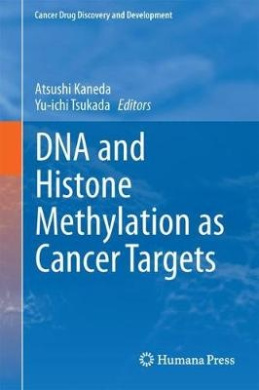 Cancer Drug Discovery and Development
Atsushi Kaneda
Yu-ichi Tsukada Editors
DNA and
Histone
Methylation as
Cancer Targets
Humana Press